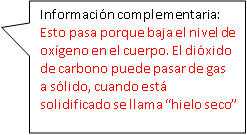 Información complementaria:
Esto pasa porque baja el nivel de
oxígeno en el cuerpo. El dióxido
de carbono puede pasar de gas
a sólido, cuando está
solidificado se llama “hielo seco”